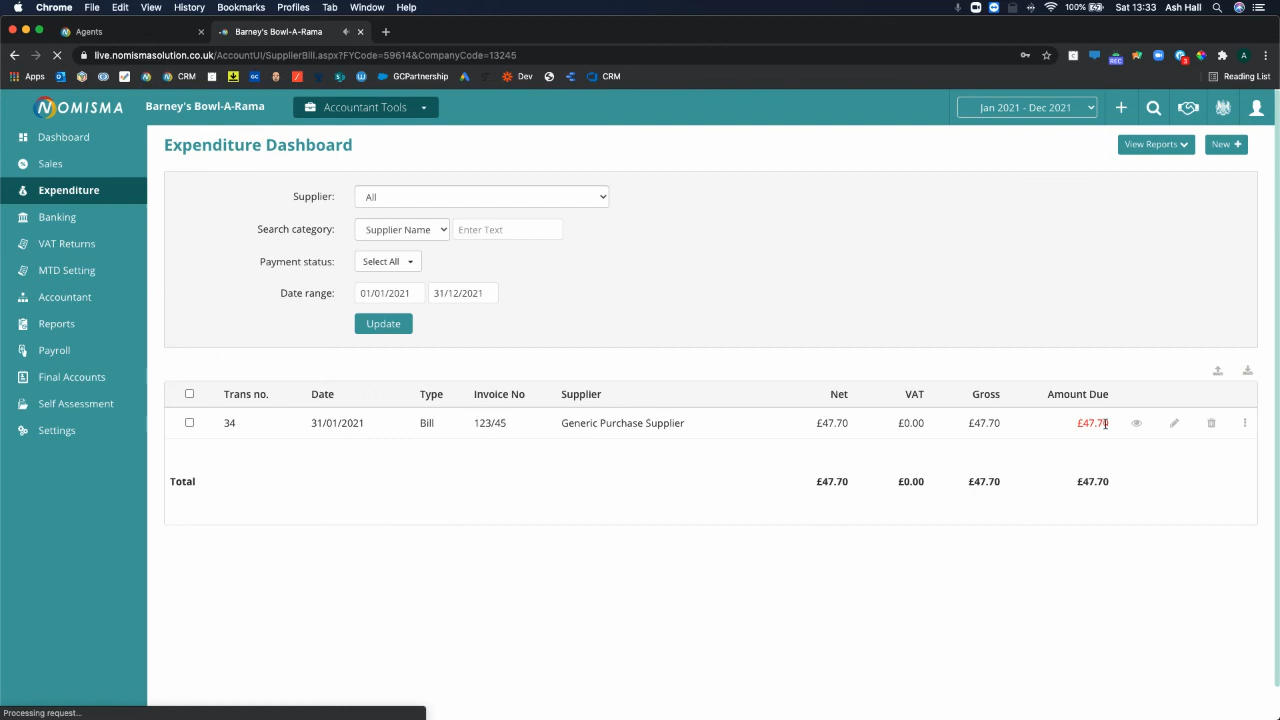 Chrome File Edit View History Bookmarks Profiles Tab Window Help 100% Sat 13:33 Ash Hall
Agents Barney's Bowl-A-Rama
live.nomismasolution.co.uk/AccountUI/SupplierBill.aspx?FYCode=59614&CompanyCode=13245
Apps CRM GCPartnership Dev CRM Reading List
NOMISMA Barney's Bowl-A-Rama Accountant Tools Jan 2021 - Dec 2021
Dashboard
Sales
Expenditure
Banking
VAT Returns
MTD Setting
Accountant
Reports
Payroll
Final Accounts
Self Assessment
Settings
Expenditure Dashboard View Reports New
Supplier: All
Search category: Supplier Name Enter Text
Payment status: Select All
Date range: 01/01/2021 31/12/2021
Update
Trans no. Date Type Invoice No Supplier Net VAT Gross Amount Due
34 31/01/2021 Bill 123/45 Generic Purchase Supplier £47.70 £0.00 £47.70 £47.70
Total £47.70 £0.00 £47.70 £47.70
Processing request...